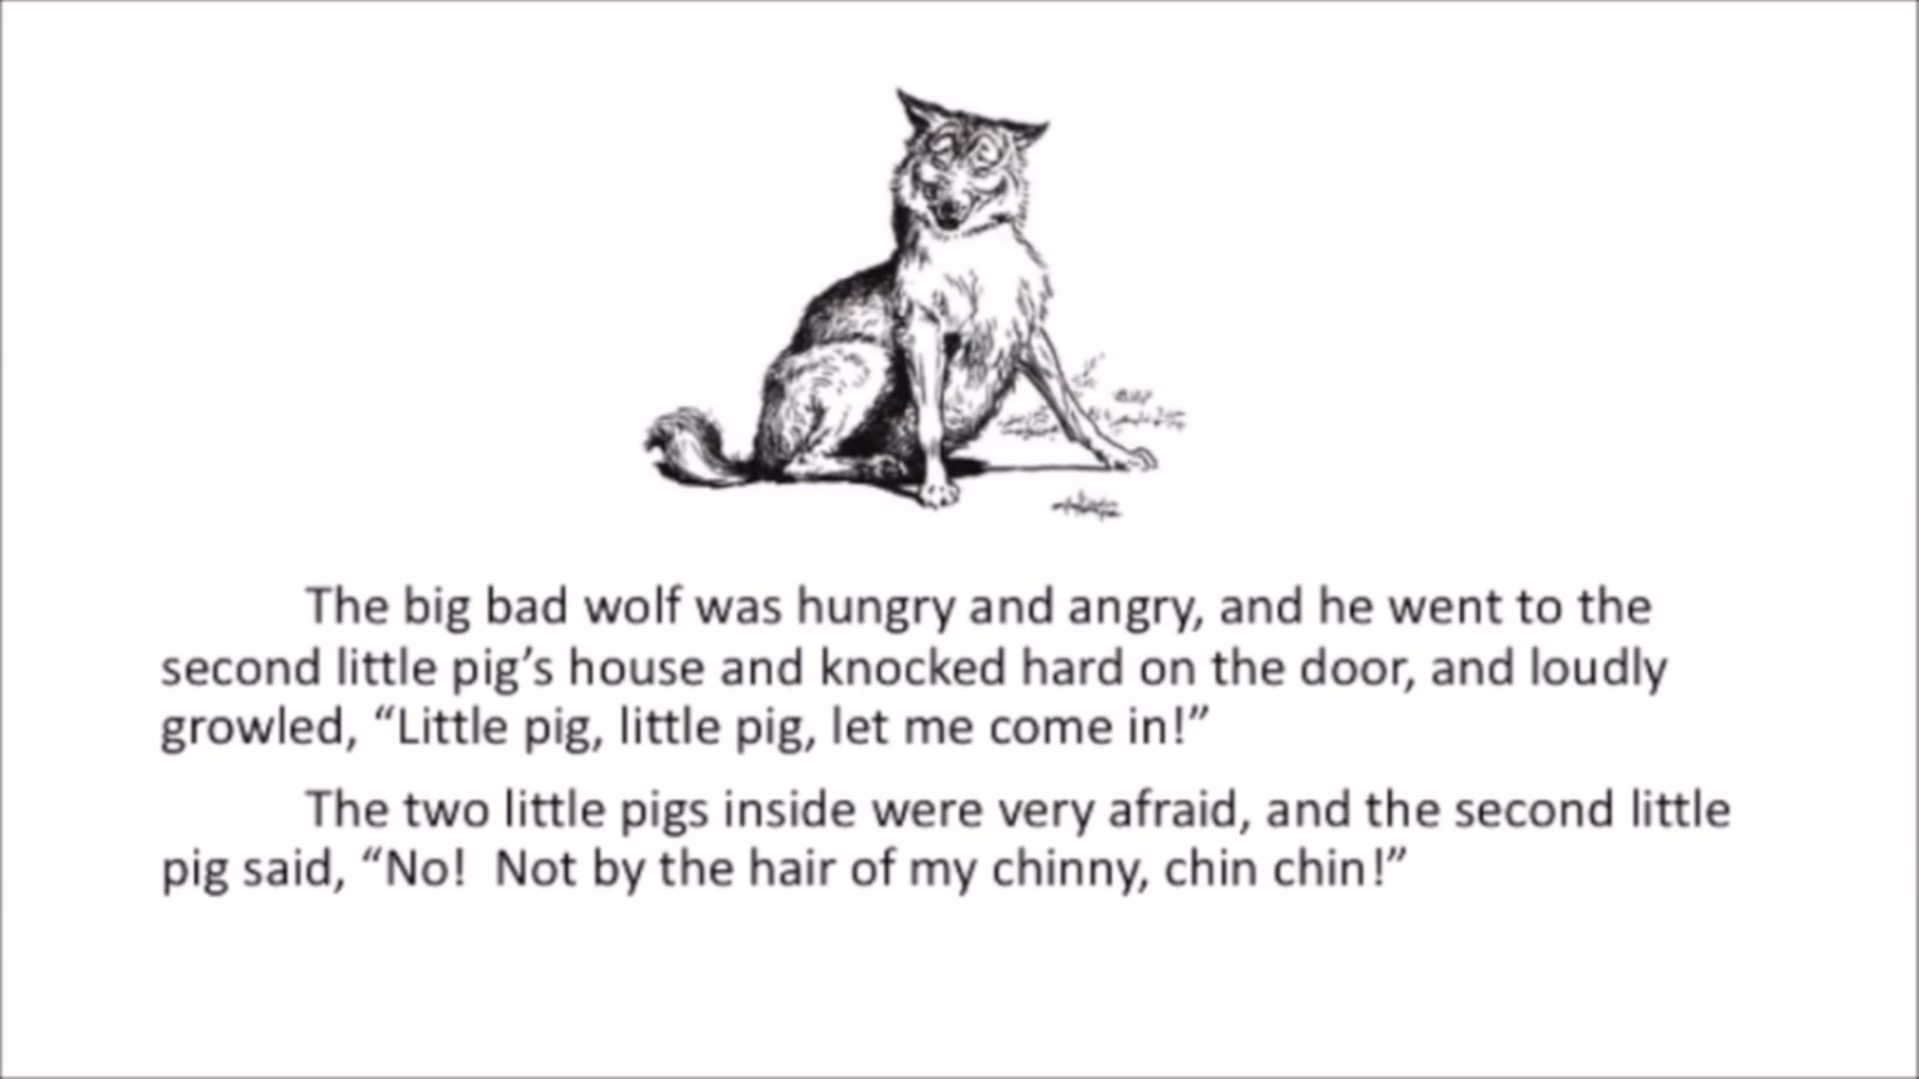 The big bad wolf was hungry and angry, and he went to the
second little pig’s house and knocked hard on the door, and loudly
growled, “Little pig, little pig, let me come in!”
The two little pigs inside were very afraid, and the second little
pig said, “No!  Not by the hair of my chinny, chin chin!”